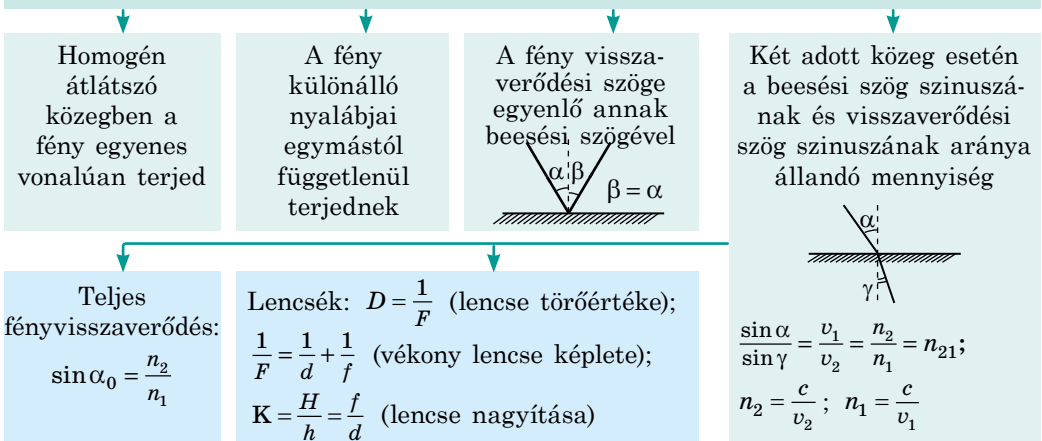 Homogén
átlátszó
közegben a
fény egyenes
vonalúan terjed
A fény
különálló
nyalábjai
egymástól
függetlenül
terjednek
A fény vissza-
verődési szöge
egyenlő annak
beesési szögével
α β
β = α
Két adott közeg esetén
a beesési szög szinuszá-
nak és visszaverődési
szög szinuszának aránya
állandó mennyiség
α
γ
sin α / sin γ = v₁ / v₂ = n₂ / n₁ = n₂₁;
n₂ = c / v₂ ; n₁ = c / v₁
Teljes
fényvisszaverődés:
sin α₀ = n₂ / n₁
Lencsék: D = 1 / F (lencse törőértéke);
1 / F = 1 / d + 1 / f (vékony lencse képlete);
K = H / h = f / d (lencse nagyítása)